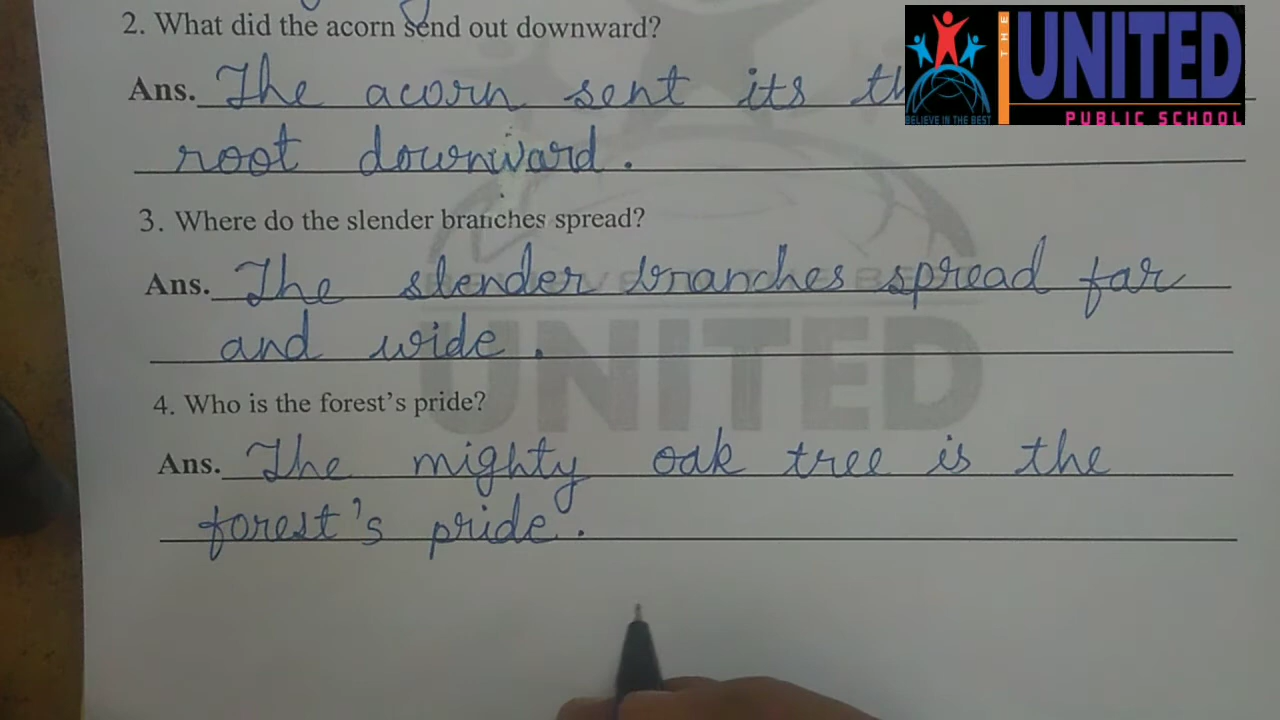 2. What did the acorn send out downward?
Ans. The acorn sent its
root downward.
3. Where do the slender branches spread?
Ans. The slender branches spread far
and wide.
4. Who is the forest's pride?
Ans. The mighty oak tree is the
forest's pride.
THE UNITED
BELIEVE IN THE BEST
PUBLIC SCHOOL
UNITED